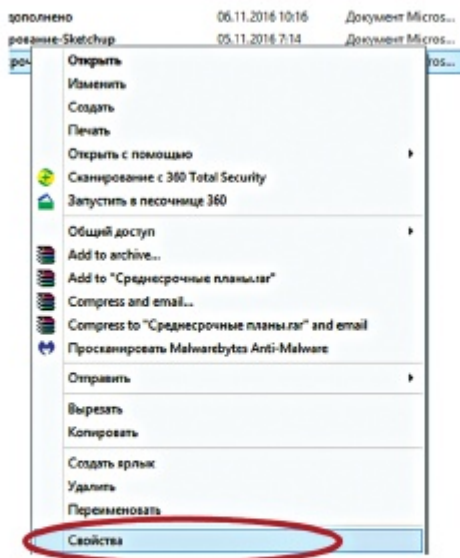 дополнено 06.11.2016 10:16 Документ Micros...
рование-Sketchup 05.11.2016 7:14 Документ Micros...
роч ros...
Открыть
Изменить
Создать
Печать
Открыть с помощью
Сканирование с 360 Total Security
Запустить в песочнице 360
Общий доступ
Add to archive...
Add to "Среднесрочные планы.rar"
Compress and email...
Compress to "Среднесрочные планы.rar" and email
Просканировать Malwarebytes Anti-Malware
Отправить
Вырезать
Копировать
Создать ярлык
Удалить
Переименовать
Свойства